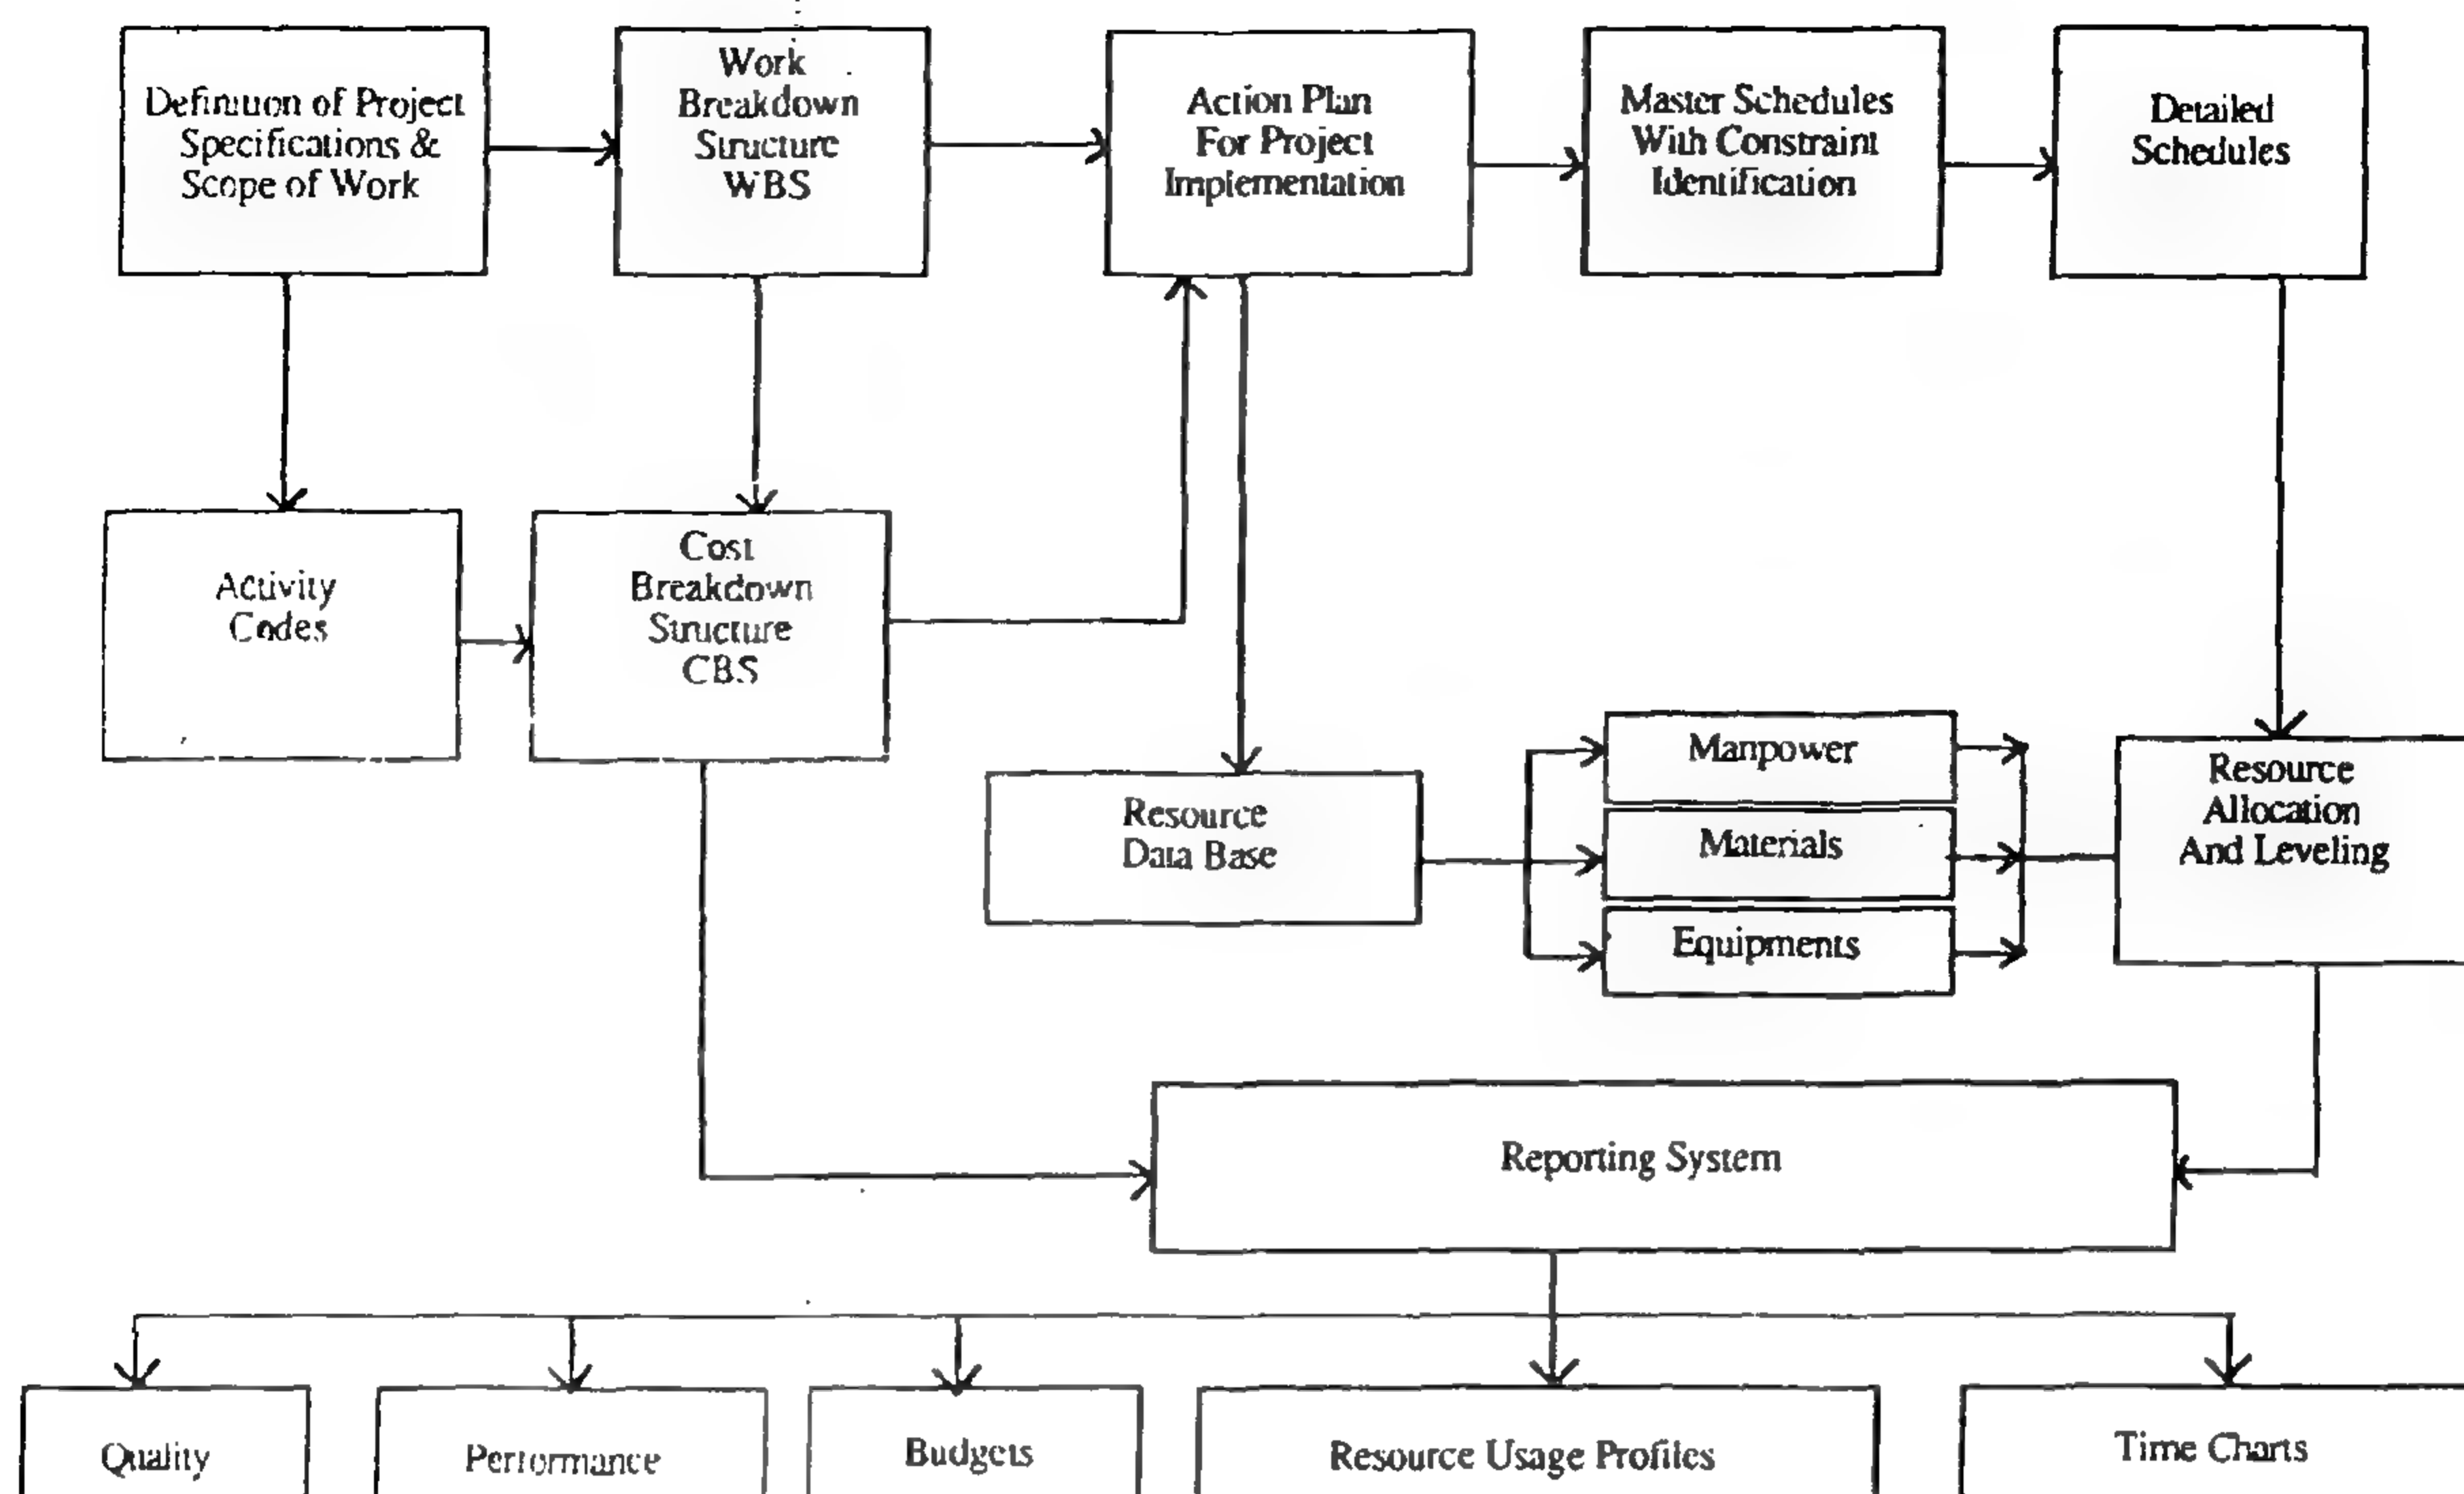 Definition of Project
Specifications &
Scope of Work
Work
Breakdown
Structure
WBS
Action Plan
For Project
Implementation
Master Schedules
With Constraint
Identification
Detailed
Schedules
Activity
Codes
Cost
Breakdown
Structure
CBS
Resource
Data Base
Manpower
Materials
Equipments
Resource
Allocation
And Leveling
Reporting System
Quality
Performance
Budgets
Resource Usage Profiles
Time Charts